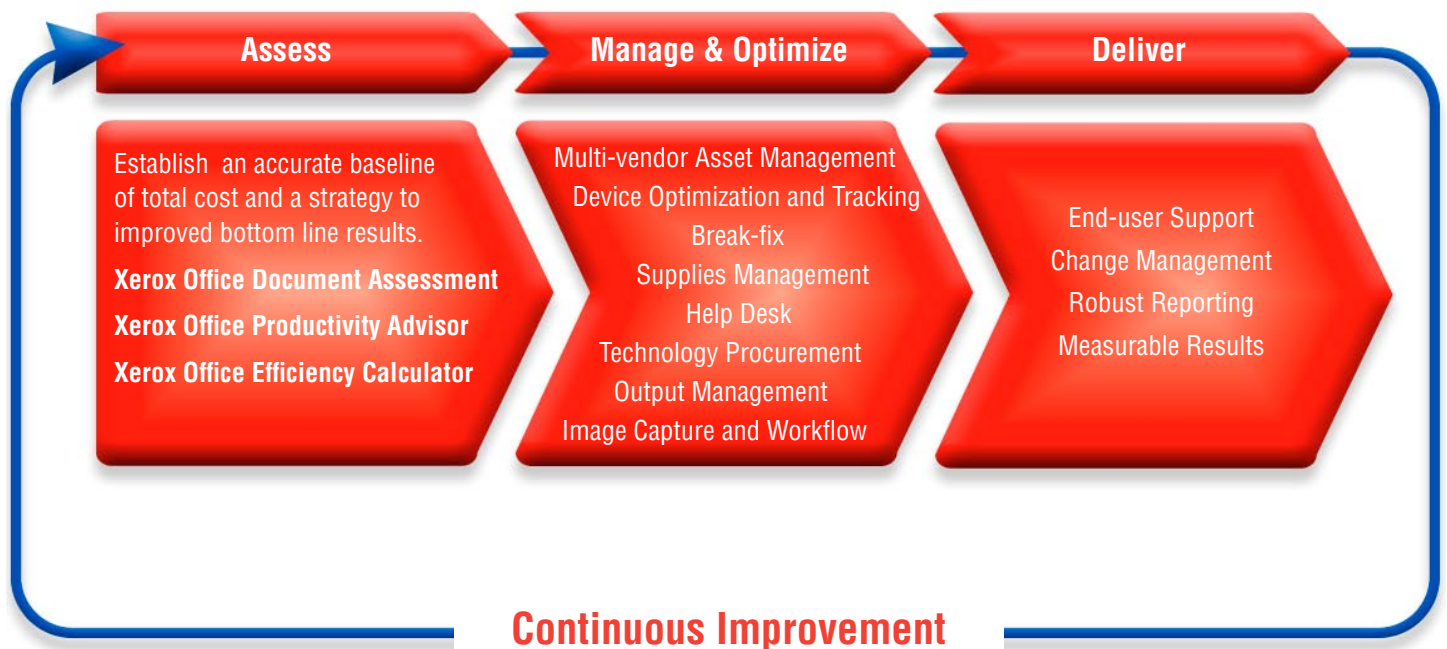 Assess
Manage & Optimize
Deliver
Establish an accurate baseline
of total cost and a strategy to
improved bottom line results.
Xerox Office Document Assessment
Xerox Office Productivity Advisor
Xerox Office Efficiency Calculator
Multi-vendor Asset Management
Device Optimization and Tracking
Break-fix
Supplies Management
Help Desk
Technology Procurement
Output Management
Image Capture and Workflow
End-user Support
Change Management
Robust Reporting
Measurable Results
Continuous Improvement